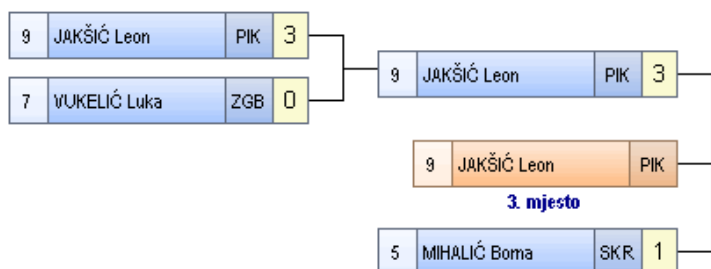 9 JAKŠIĆ Leon PIK 3
7 VUKELIĆ Luka ZGB 0
9 JAKŠIĆ Leon PIK 3
9 JAKŠIĆ Leon PIK
3. mjesto
5 MIHALIĆ Borna SKR 1